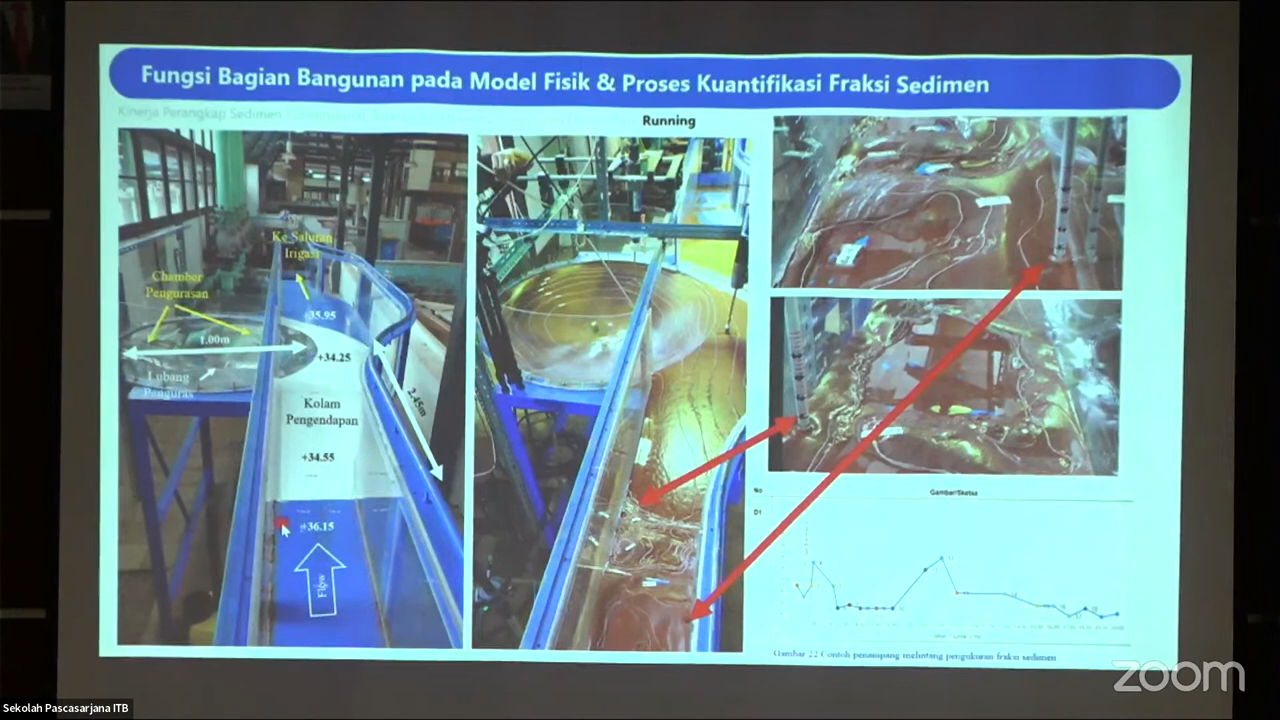 Fungsi Bagian Bangunan pada Model Fisik & Proses Kuantifikasi Fraksi Sedimen
Kinerja Perangkap Sedimen
Running
Ke Saluran
Irigasi
Chamber
Pengurasan
+35.95
1.00m
+34.25
Lubang
Penguras
2.45m
Kolam
Pengendapan
+34.55
+36.15
Flow
No
Gambar/Sketsa
D1
Gambar 22 Contoh penampang melintang pengukuran fraksi sedimen
zoom
Sekolah Pascasarjana ITB